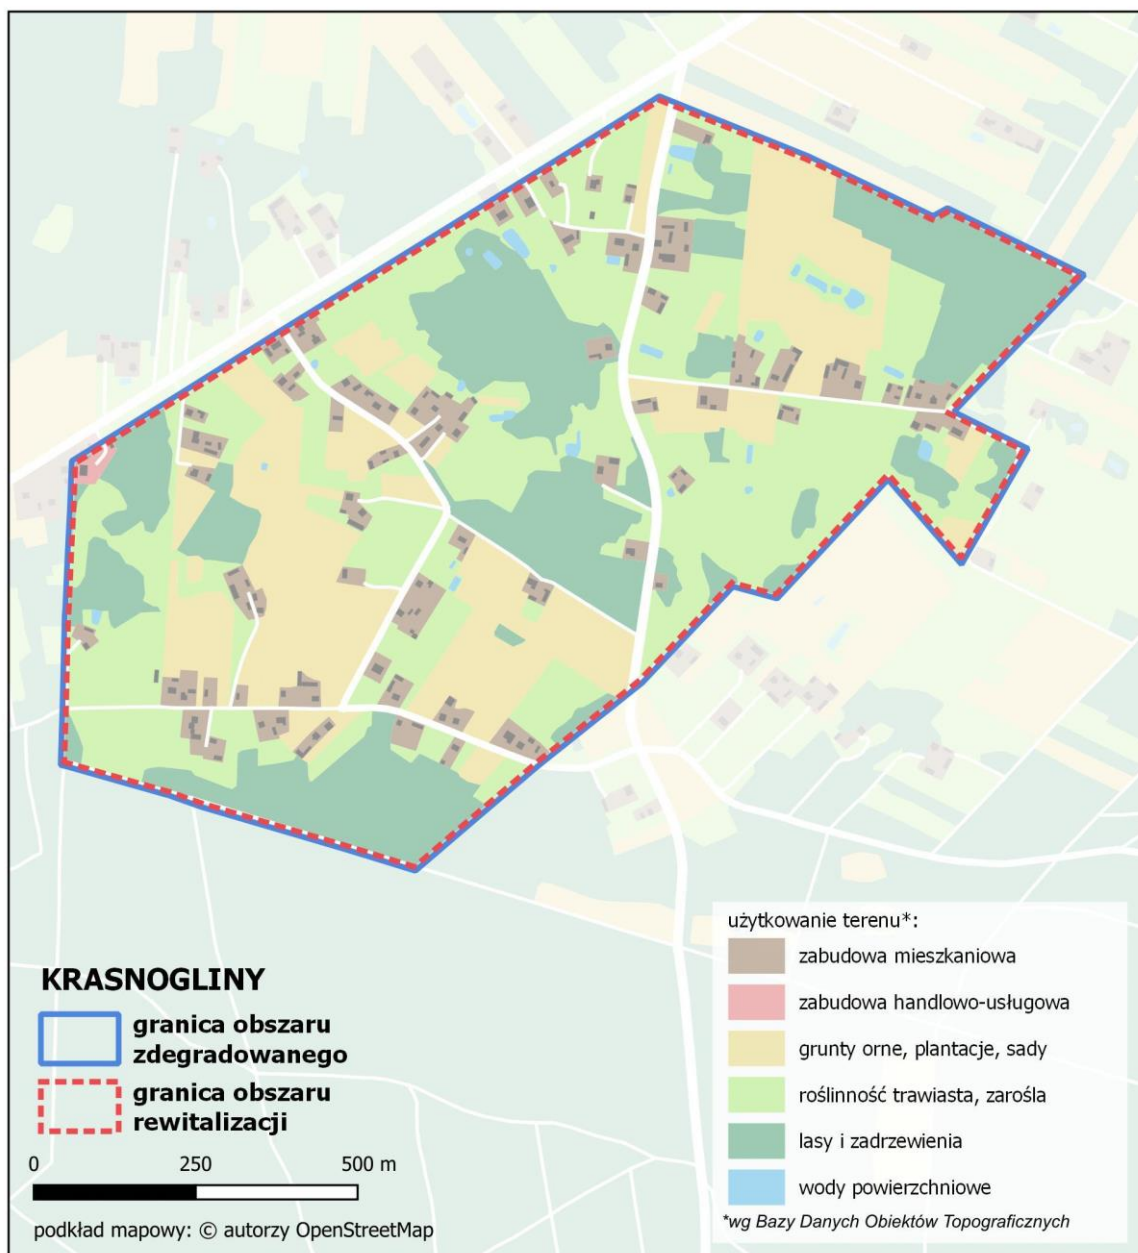 KRASNOGLINY
granica obszaru
zdegradowanego
granica obszaru
rewitalizacji
0 250 500 m
podkład mapowy: © autorzy OpenStreetMap
użytkowanie terenu*:
zabudowa mieszkaniowa
zabudowa handlowo-usługowa
grunty orne, plantacje, sady
roślinność trawiasta, zarośla
lasy i zadrzewienia
wody powierzchniowe
*wg Bazy Danych Obiektów Topograficznych